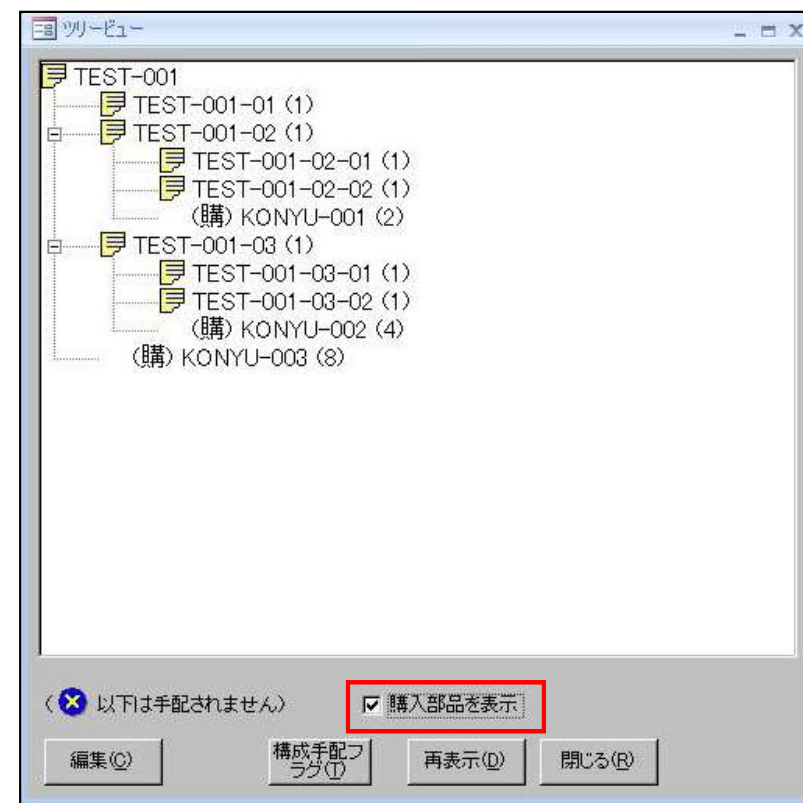 ツリービュー
TEST-001
TEST-001-01 (1)
TEST-001-02 (1)
TEST-001-02-01 (1)
TEST-001-02-02 (1)
(購) KONYU-001 (2)
TEST-001-03 (1)
TEST-001-03-01 (1)
TEST-001-03-02 (1)
(購) KONYU-002 (4)
(購) KONYU-003 (8)
( 以下は手配されません) 購入部品を表示
編集(C) 構成手配フ
ラグ(T) 再表示(D) 閉じる(R)